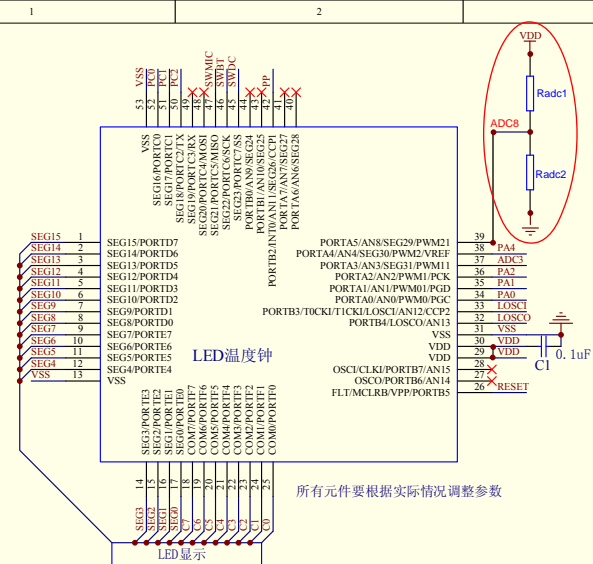 1
2
VDD
Radc1
ADC8
Radc2
VSS
PC0
PC1
PC2
SWMIC
SWBT
SWDC
PP
53
52
51
50
49
48
47
46
45
44
43
42
41
40
VSS
SEG16/PORTC0
SEG17/PORTC1
SEG18/PORTC2/TX
SEG19/PORTC3/RX
SEG20/PORTC4/MOSI
SEG21/PORTC5/MISO
SEG22/PORTC6/SCK
SEG23/PORTC7/SS
PORTB0/AN9/SEG24
PORTB1/AN10/SEG25
PORTB2/INT0/AN11/SEG26/CCP1
PORTA7/AN7/SEG27
PORTA6/AN6/SEG28
SEG15 1 SEG15/PORTD7
SEG14 2 SEG14/PORTD6
SEG13 3 SEG13/PORTD5
SEG12 4 SEG12/PORTD4
SEG11 5 SEG11/PORTD3
SEG10 6 SEG10/PORTD2
SEG9 7 SEG9/PORTD1
SEG8 8 SEG8/PORTD0
SEG7 9 SEG7/PORTE7
SEG6 10 SEG6/PORTE6
SEG5 11 SEG5/PORTE5
SEG4 12 SEG4/PORTE4
VSS 13 VSS
LED温度钟
PORTA5/AN8/SEG29/PWM21 39
PORTA4/AN4/SEG30/PWM2/VREF 38 PA4
PORTA3/AN3/SEG31/PWM11 37 ADC3
PORTA2/AN2/PWM1/PCK 36 PA2
PORTA1/AN1/PWM01/PGD 35 PA1
PORTA0/AN0/PWM0/PGC 34 PA0
PORTB3/T0CKI/T1CKI/LOSCI/AN12/CCP2 33 LOSCI
PORTB4/LOSCO/AN13 32 LOSCO
VSS 31 VSS
VDD 30 VDD
VDD 29 VDD
OSCI/CLKI/PORTB7/AN15 28
OSCO/PORTB6/AN14 27
FLT/MCLRB/VPP/PORTB5 26 RESET
C1
0.1uF
SEG3/PORTE3
SEG2/PORTE2
SEG1/PORTE1
SEG0/PORTE0
COM7/PORTF7
COM6/PORTF6
COM5/PORTF5
COM4/PORTF4
COM3/PORTF3
COM2/PORTF2
COM1/PORTF1
COM0/PORTF0
14
15
16
17
18
19
20
21
22
23
24
25
SEG3
SEG2
SEG1
SEG0
C7
C6
C5
C4
C3
C2
C1
C0
所有元件要根据实际情况调整参数
LED显示